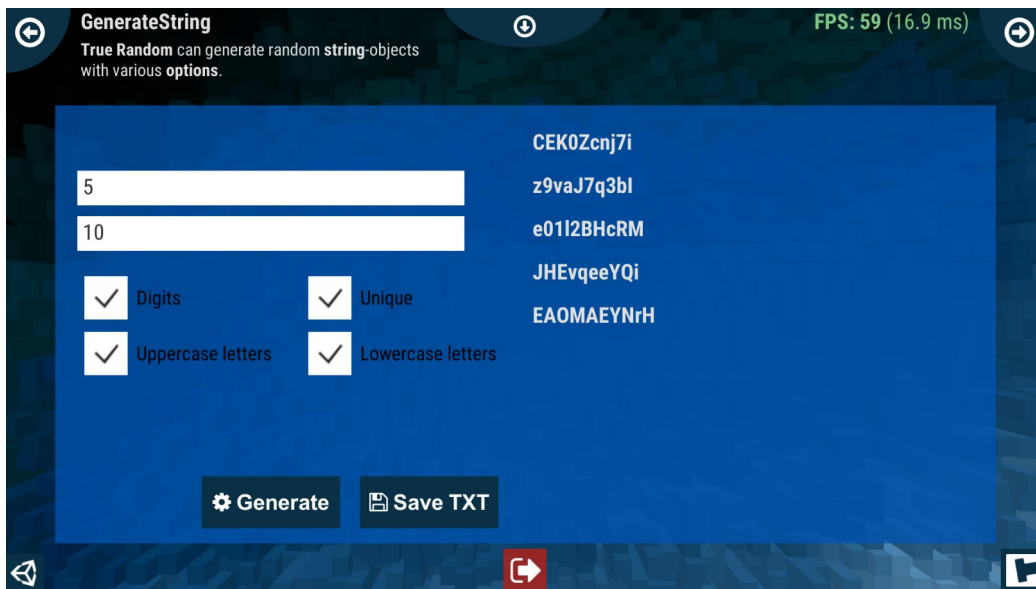 GenerateString
FPS: 59 (16.9 ms)
True Random can generate random string-objects
with various options.
5
10
Digits
Unique
Uppercase letters
Lowercase letters
Generate
Save TXT
CEK0Zcnj7i
z9vaJ7q3bI
e01l2BHcRM
JHEvqeeYQi
EAOMAEYNrH